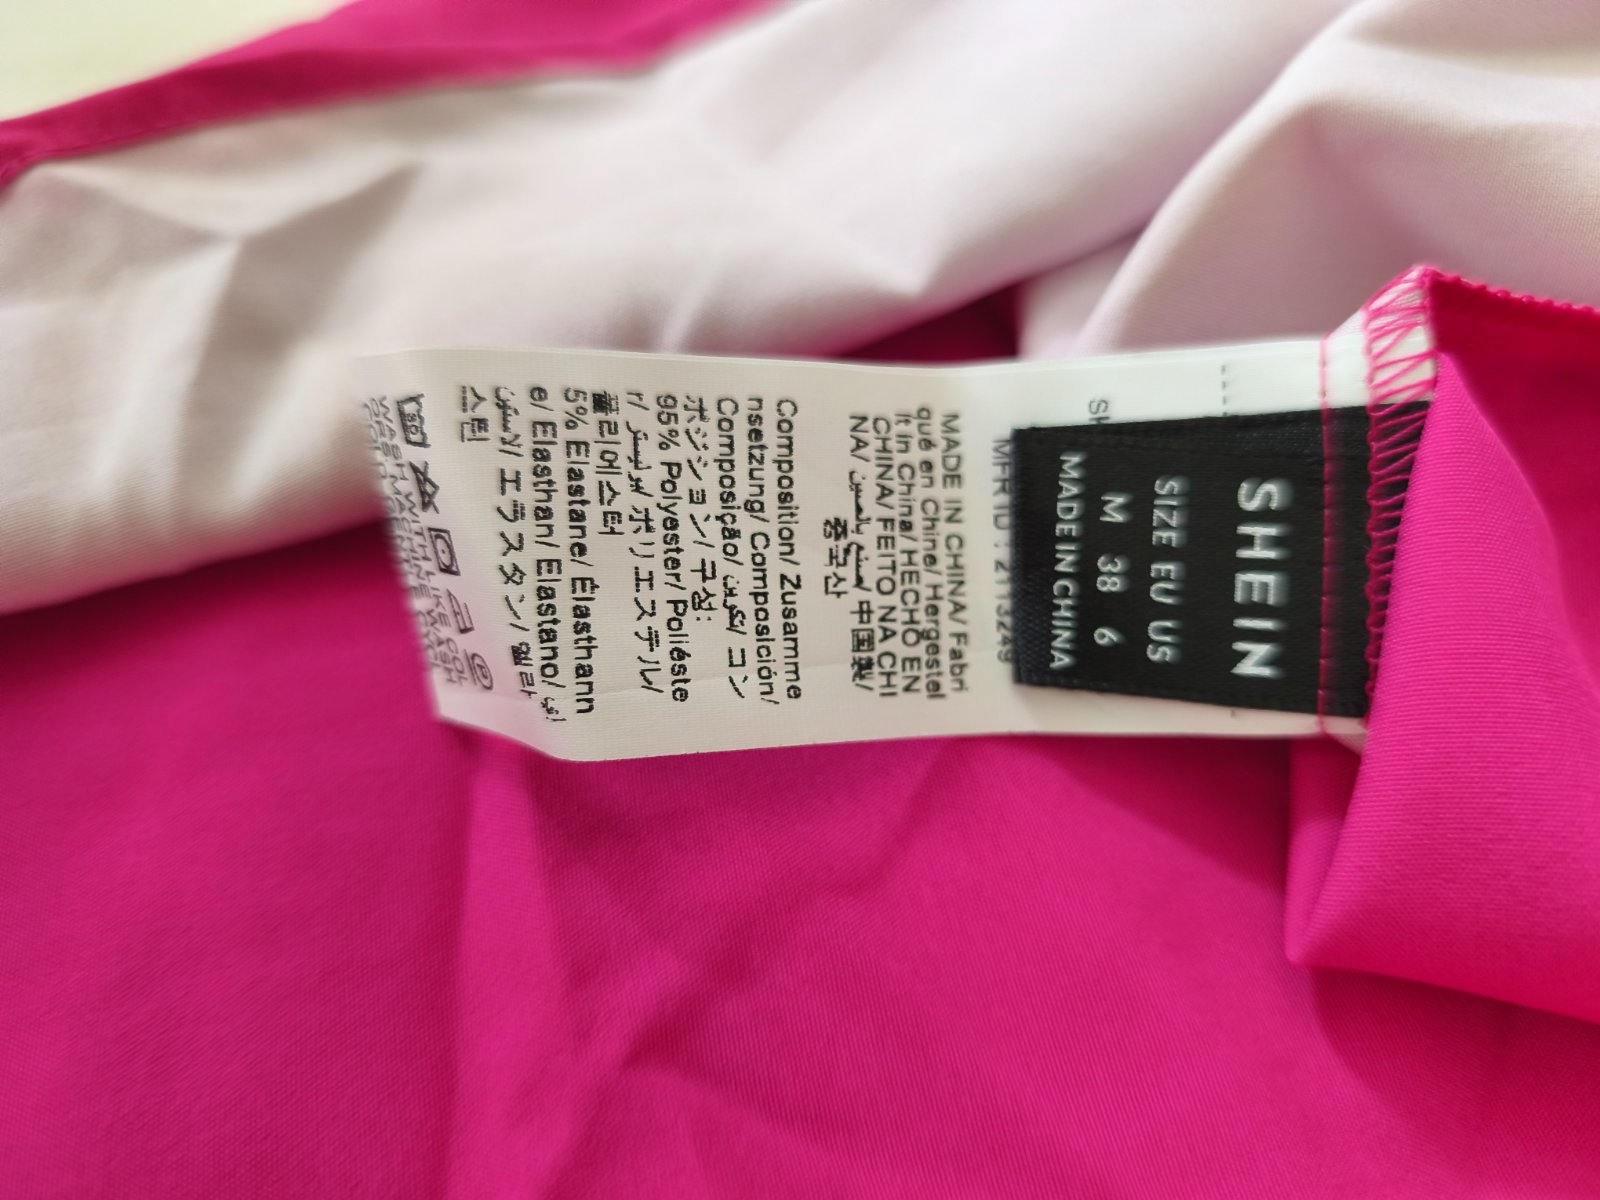 SHEIN
SIZE EU US
M 38 6
MADE IN CHINA
MFR ID : 2113249
MADE IN CHINA/ Fabri
qué en Chine/ Hergestel
lt in China/ HECHO EN
CHINA/ FEITO NA CHI
NA/ صنع بالصين/ 中国製/
중국산
Composition/ Zusamme
nsetzung/ Composición/
Composição/ تكوين/ コン
ポジション/ 구성:
95% Polyester/ Poliéste
r/ بوليستر/ ポリエステル/
폴리에스터
5% Elastane/ Élasthann
e/ Elasthan/ Elastano/
エラスタン/ 엘라
스틴